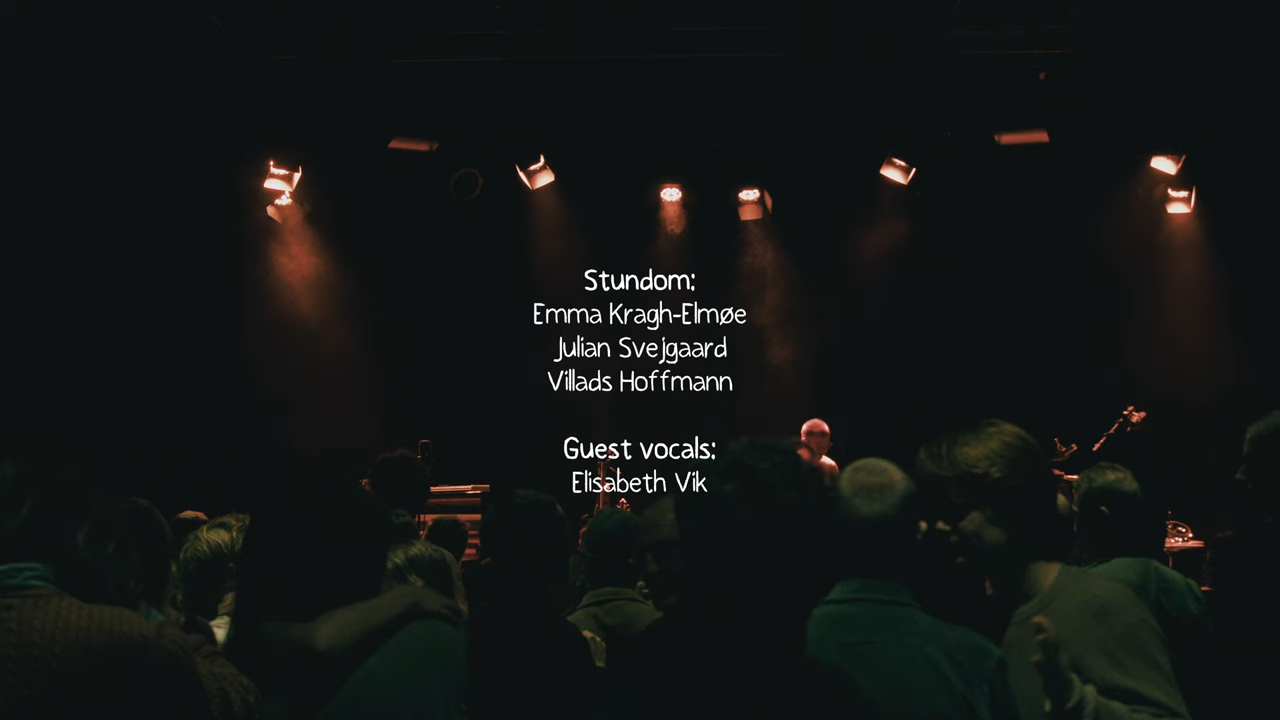 Stundom:
Emma Kragh-Elmøe
Julian Svejgaard
Villads Hoffmann
Guest vocals:
Elisabeth Vik